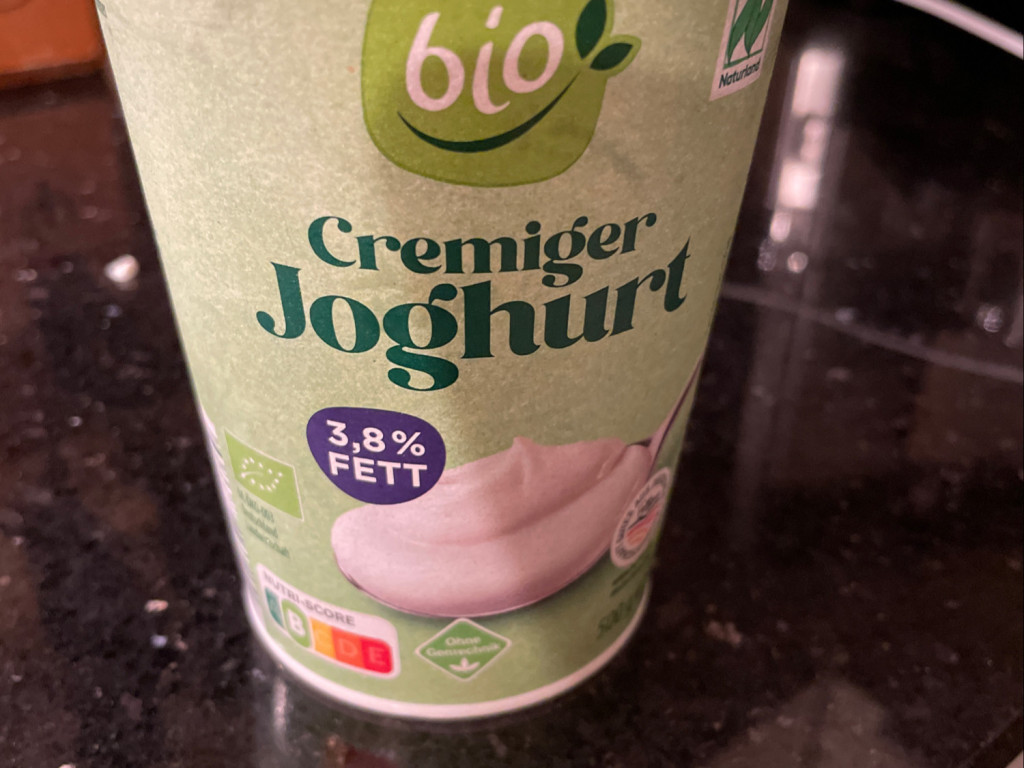 bio
Naturland
Cremiger
Joghurt
3,8%
FETT
NUTRI-SCORE
B C D E
Ohne
Gentechnik